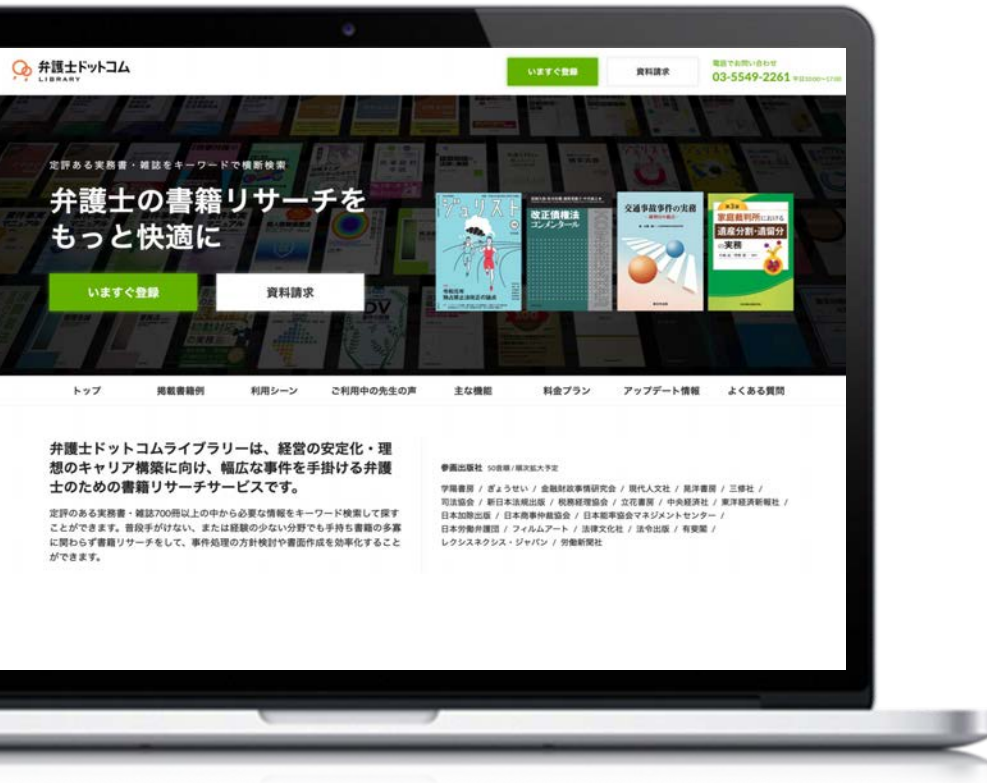 弁護士ドットコム
LIBRARY
いますぐ登録
資料請求
電話でお問い合わせ
03-5549-2261 平日10:00〜17:00
定評ある実務書・雑誌をキーワードで横断検索
弁護士の書籍リサーチを
もっと快適に
いますぐ登録
資料請求
ジュリスト
改正債権法
コンメンタール
交通事故事件の実務
家庭裁判所における
遺産分割・遺留分
の実務
トップ
掲載書籍例
利用シーン
ご利用中の先生の声
主な機能
料金プラン
アップデート情報
よくある質問
弁護士ドットコムライブラリーは、経営の安定化・理
想のキャリア構築に向け、幅広な事件を手掛ける弁護
士のための書籍リサーチサービスです。
定評のある実務書・雑誌700冊以上の中から必要な情報をキーワード検索して探す
ことができます。普段手がけない、または経験の少ない分野でも手持ち書籍の多寡
に関わらず書籍リサーチをして、事件処理の方針検討や書面作成を効率化すること
ができます。
参画出版社 50音順/順次拡大予定
学陽書房 / ぎょうせい / 金融財政事情研究会 / 現代人文社 / 晃洋書房 / 三修社 /
司法協会 / 新日本法規出版 / 税務経理協会 / 立花書房 / 中央経済社 / 東洋経済新報社 /
日本加除出版 / 日本商事仲裁協会 / 日本能率協会マネジメントセンター /
日本労働弁護団 / フィルムアート / 法律文化社 / 法令出版 / 有斐閣 /
レクシスネクシス・ジャパン / 労働新聞社